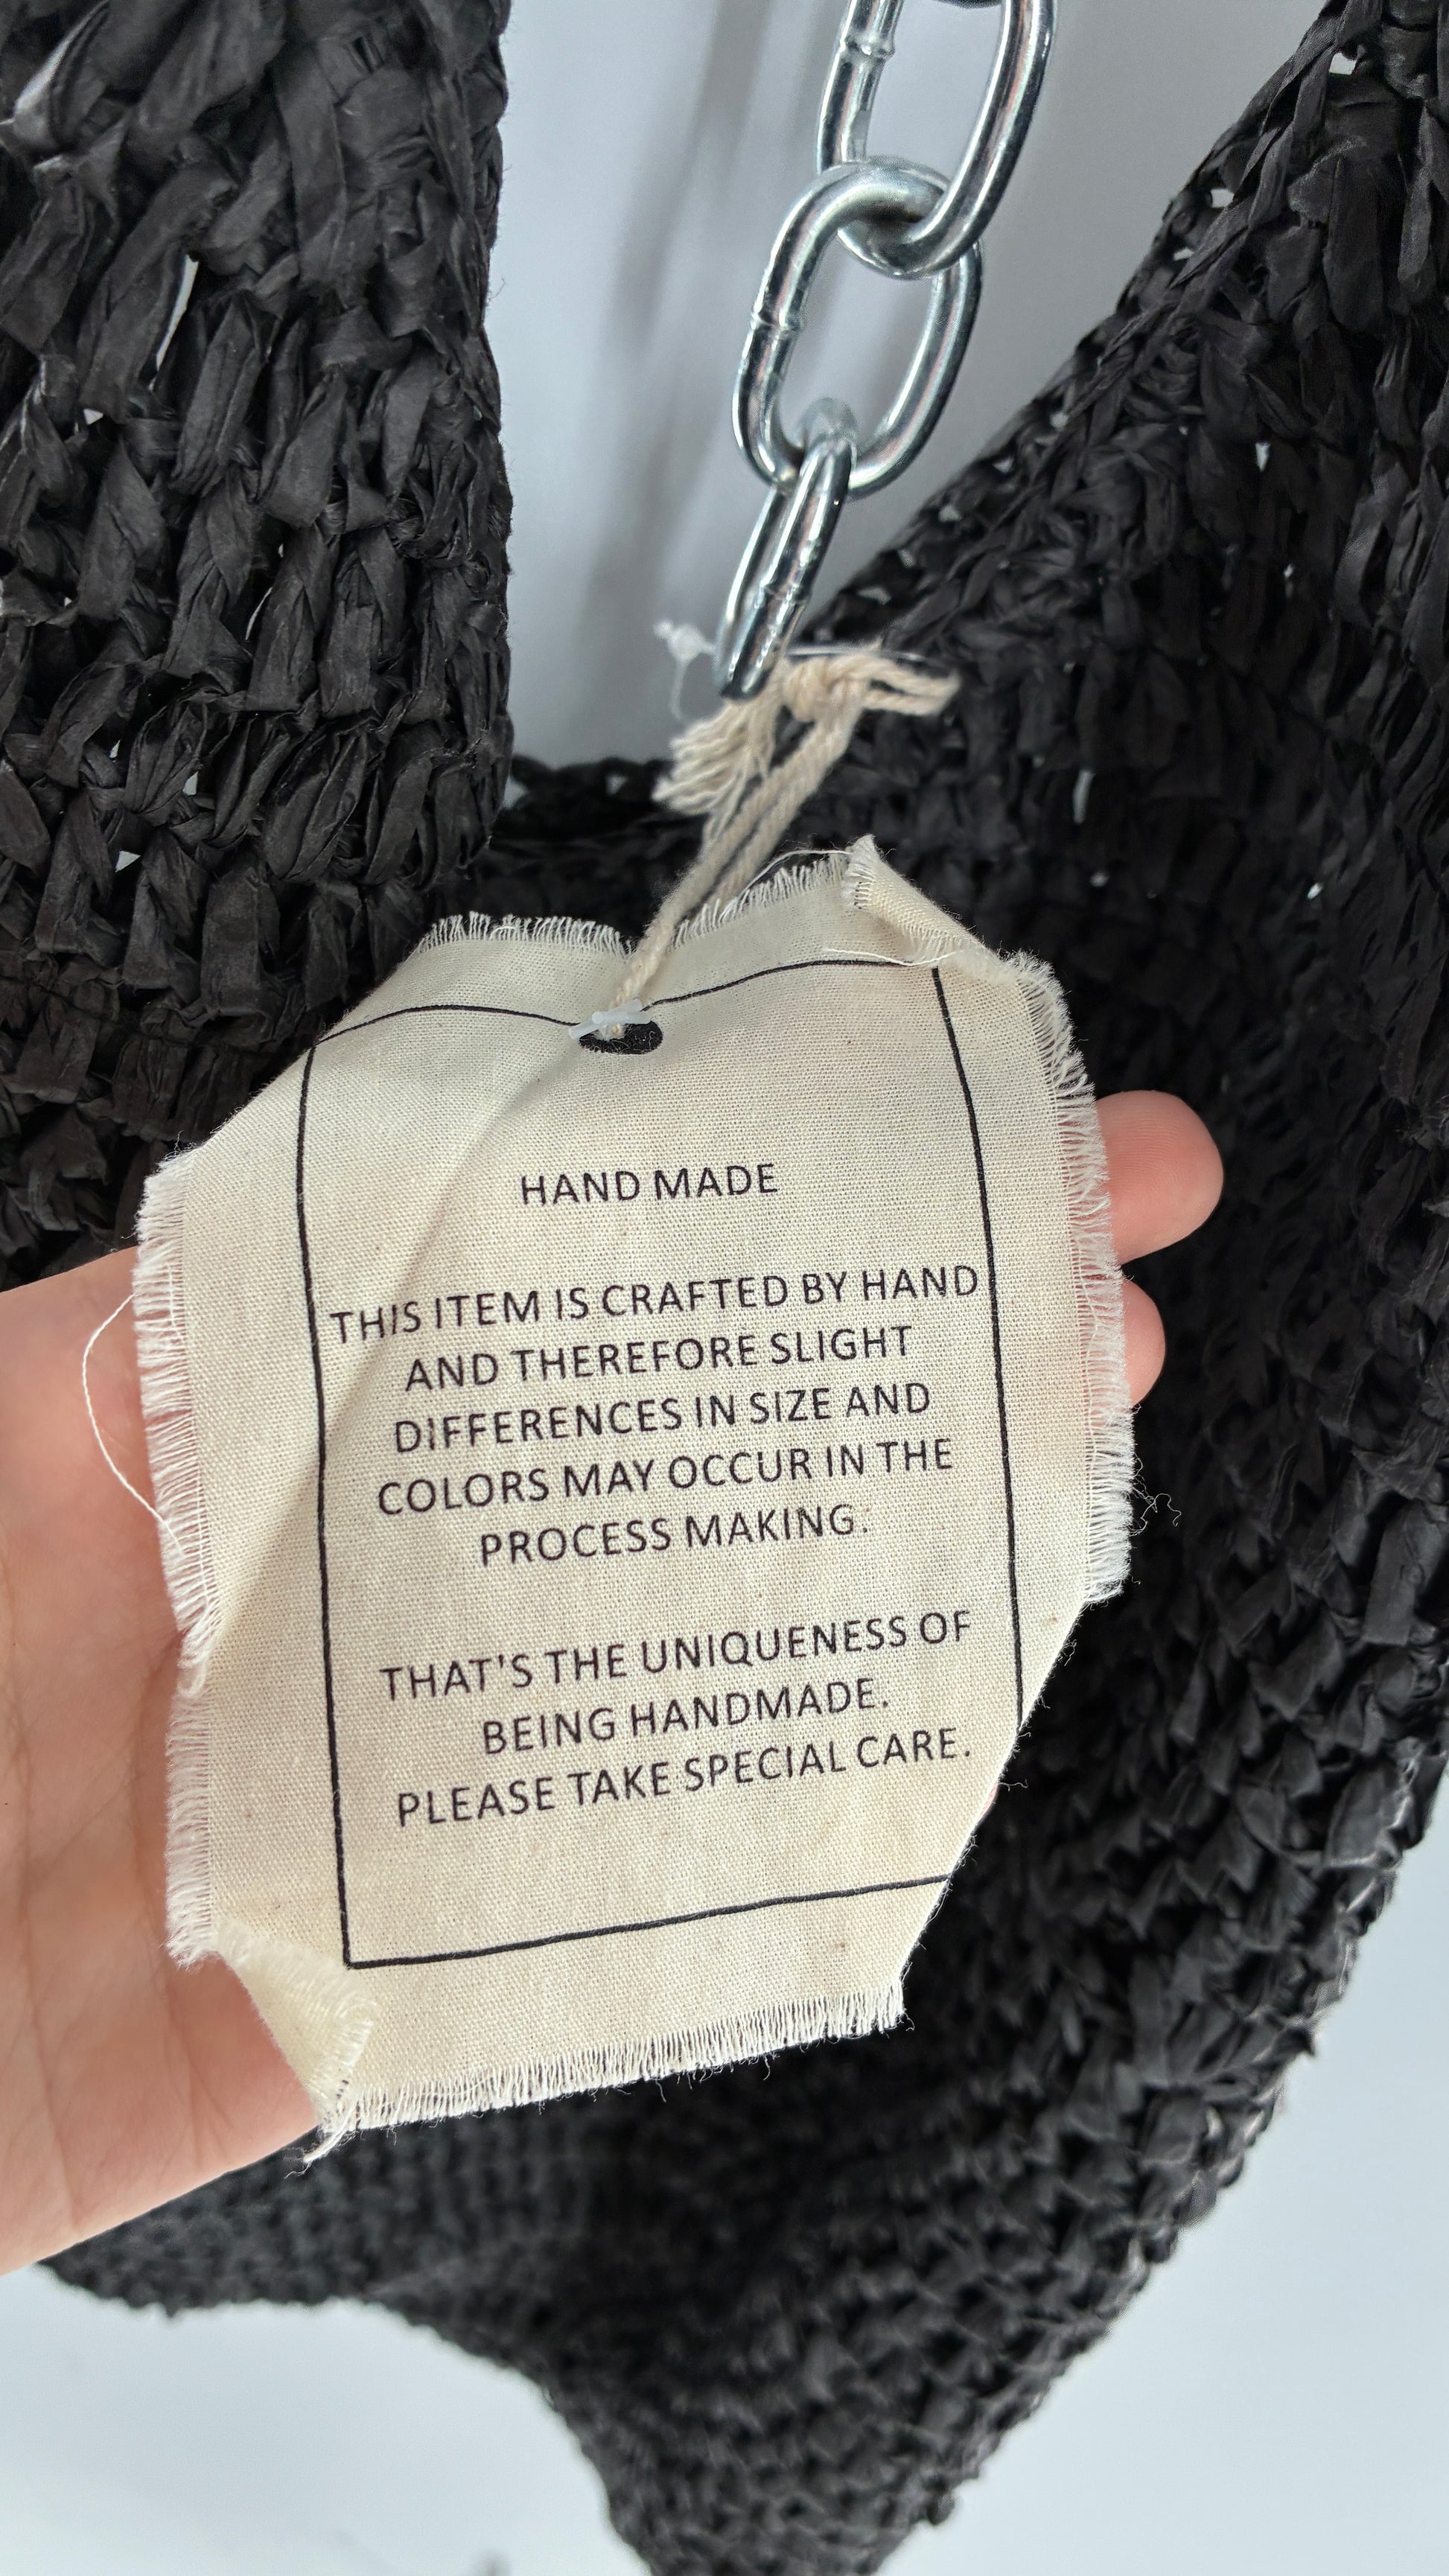 HAND MADE
THIS ITEM IS CRAFTED BY HAND
AND THEREFORE SLIGHT
DIFFERENCES IN SIZE AND
COLORS MAY OCCUR IN THE
PROCESS MAKING.
THAT'S THE UNIQUENESS OF
BEING HANDMADE.
PLEASE TAKE SPECIAL CARE.